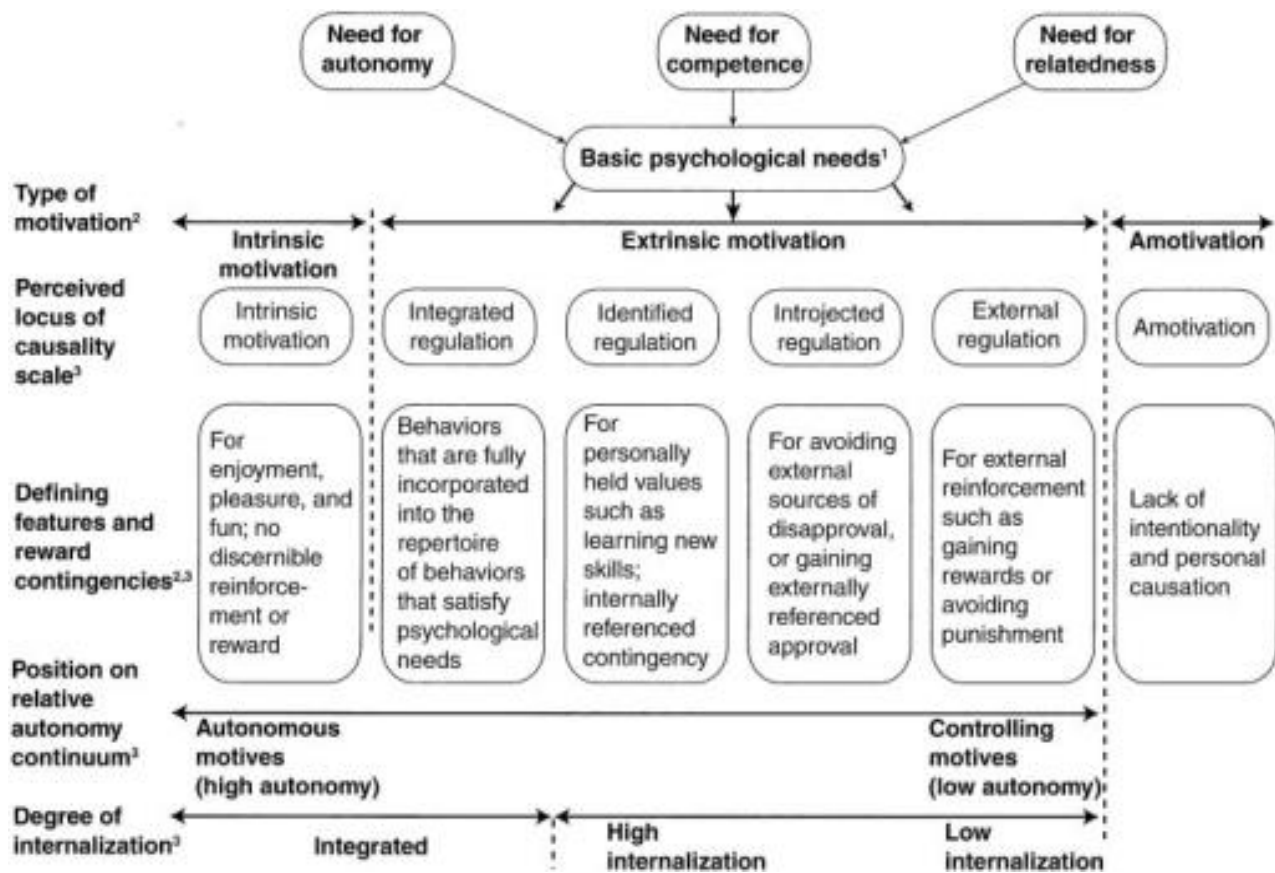 Need for
autonomy
Need for
competence
Need for
relatedness
Basic psychological needs¹
Type of
motivation²
Intrinsic
motivation
Extrinsic motivation
Amotivation
Perceived
locus of
causality
scale³
Intrinsic
motivation
Integrated
regulation
Identified
regulation
Introjected
regulation
External
regulation
Amotivation
Defining
features and
reward
contingencies²,³
For
enjoyment,
pleasure, and
fun; no
discernible
reinforce-
ment or
reward
Behaviors
that are fully
incorporated
into the
repertoire
of behaviors
that satisfy
psychological
needs
For
personally
held values
such as
learning new
skills;
internally
referenced
contingency
For avoiding
external
sources of
disapproval,
or gaining
externally
referenced
approval
For external
reinforcement
such as
gaining
rewards or
avoiding
punishment
Lack of
intentionality
and personal
causation
Position on
relative
autonomy
continuum³
Autonomous
motives
(high autonomy)
Controlling
motives
(low autonomy)
Degree of
internalization³
Integrated
High
internalization
Low
internalization